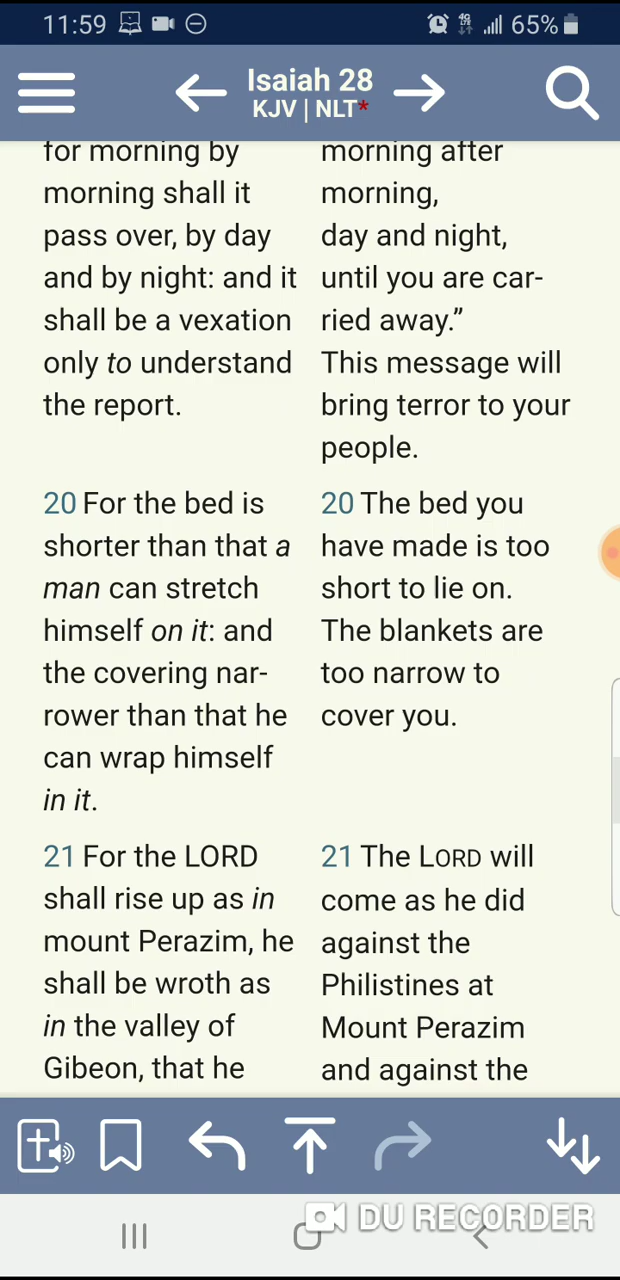 11:59
4G
LTE
65%
Isaiah 28
KJV | NLT*
for morning by
morning shall it
pass over, by day
and by night: and it
shall be a vexation
only to understand
the report.
20 For the bed is
shorter than that a
man can stretch
himself on it: and
the covering nar-
rower than that he
can wrap himself
in it.
21 For the LORD
shall rise up as in
mount Perazim, he
shall be wroth as
in the valley of
Gibeon, that he
morning after
morning,
day and night,
until you are car-
ried away.”
This message will
bring terror to your
people.
20 The bed you
have made is too
short to lie on.
The blankets are
too narrow to
cover you.
21 The LORD will
come as he did
against the
Philistines at
Mount Perazim
and against the
DU RECORDER